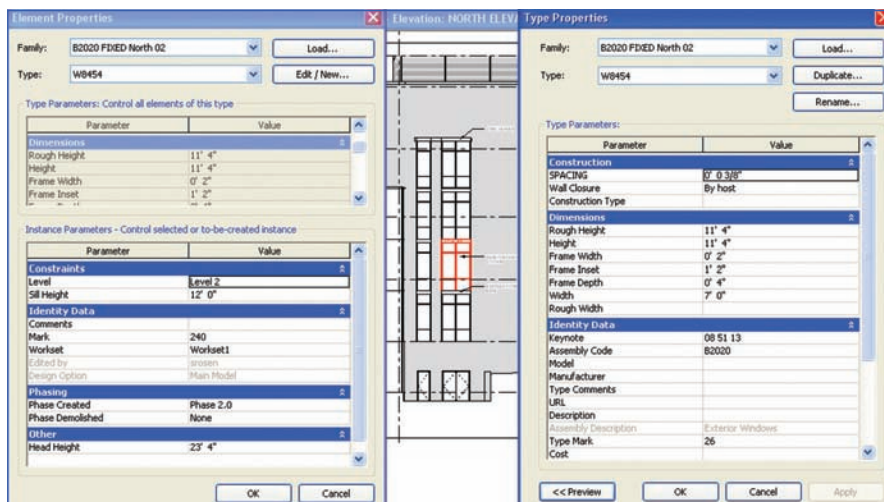 Element Properties
Family: B2020 FIXED North 02 Load...
Type: W8454 Edit / New...
Type Parameters: Control all elements of this type
Parameter Value
Dimensions
Rough Height 11' 4"
Height 11' 4"
Frame Width 0' 2"
Frame Inset 1' 2"
Instance Parameters - Control selected or to-be-created instance
Parameter Value
Constraints
Level Level 2
Sill Height 12' 0"
Identity Data
Comments
Mark 240
Workset Workset1
Edited by srosen
Design Option Main Model
Phasing
Phase Created Phase 2.0
Phase Demolished None
Other
Head Height 23' 4"
OK Cancel
Elevation: NORTH ELEVA
Type Properties
Family: B2020 FIXED North 02 Load...
Type: W8454 Duplicate...
Rename...
Type Parameters:
Parameter Value
Construction
SPACING 0' 0 3/8"
Wall Closure By host
Construction Type
Dimensions
Rough Height 11' 4"
Height 11' 4"
Frame Width 0' 2"
Frame Inset 1' 2"
Frame Depth 0' 4"
Width 7' 0"
Rough Width
Identity Data
Keynote 08 51 13
Assembly Code B2020
Model
Manufacturer
Type Comments
URL
Description
Assembly Description Exterior Windows
Type Mark 26
Cost
<< Preview OK Cancel Apply